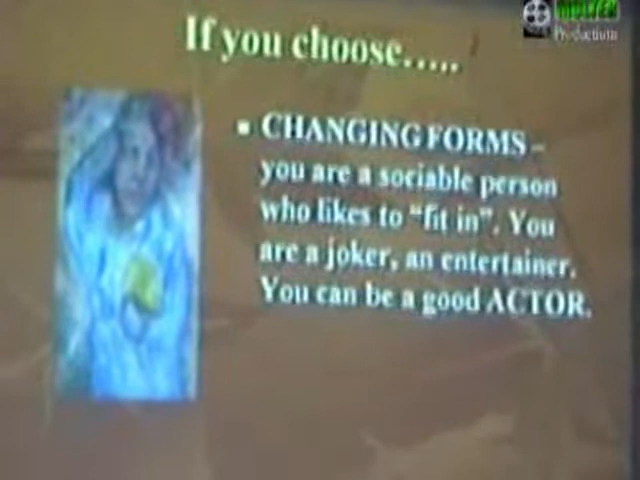 If you choose.....
▪ CHANGING FORMS –
you are a sociable person
who likes to "fit in". You
are a joker, an entertainer.
You can be a good ACTOR.
Productions